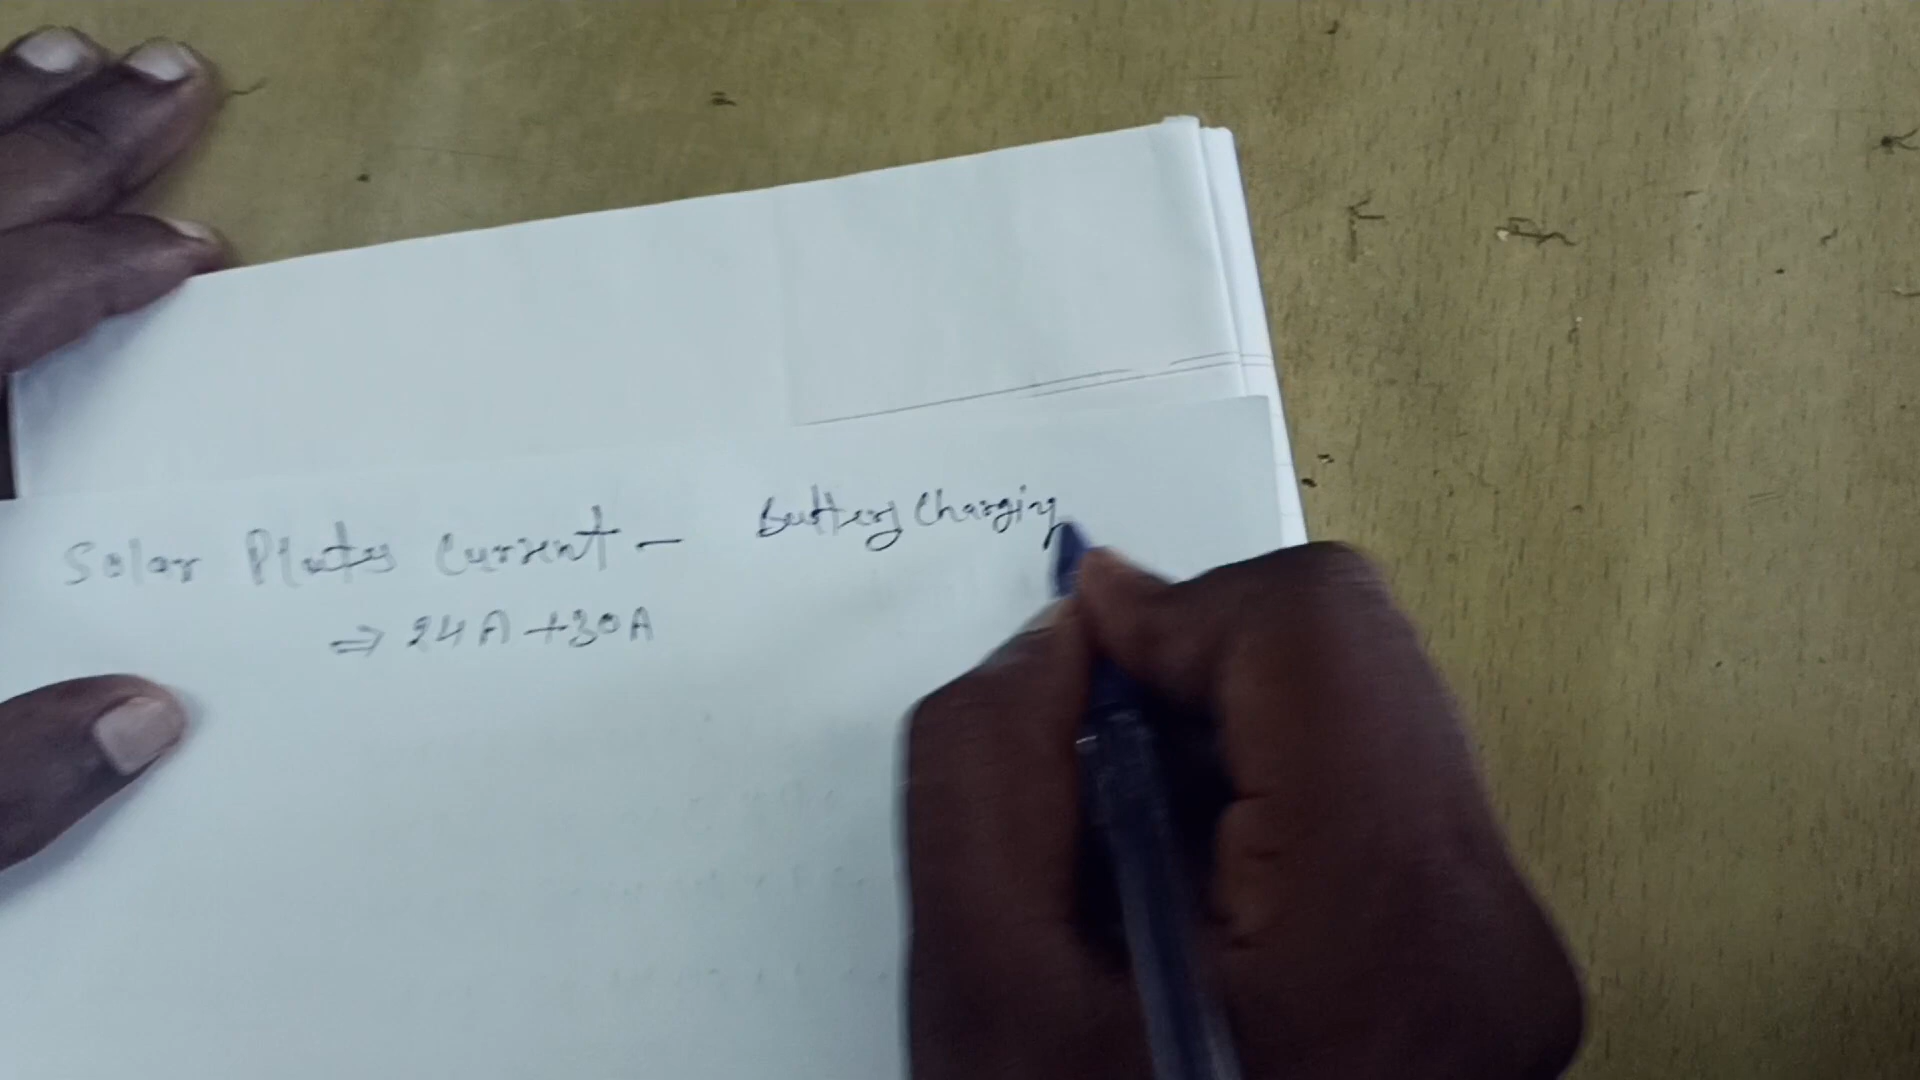 Solar Plates Current - Battery Charging
⇒ 24A + 30A